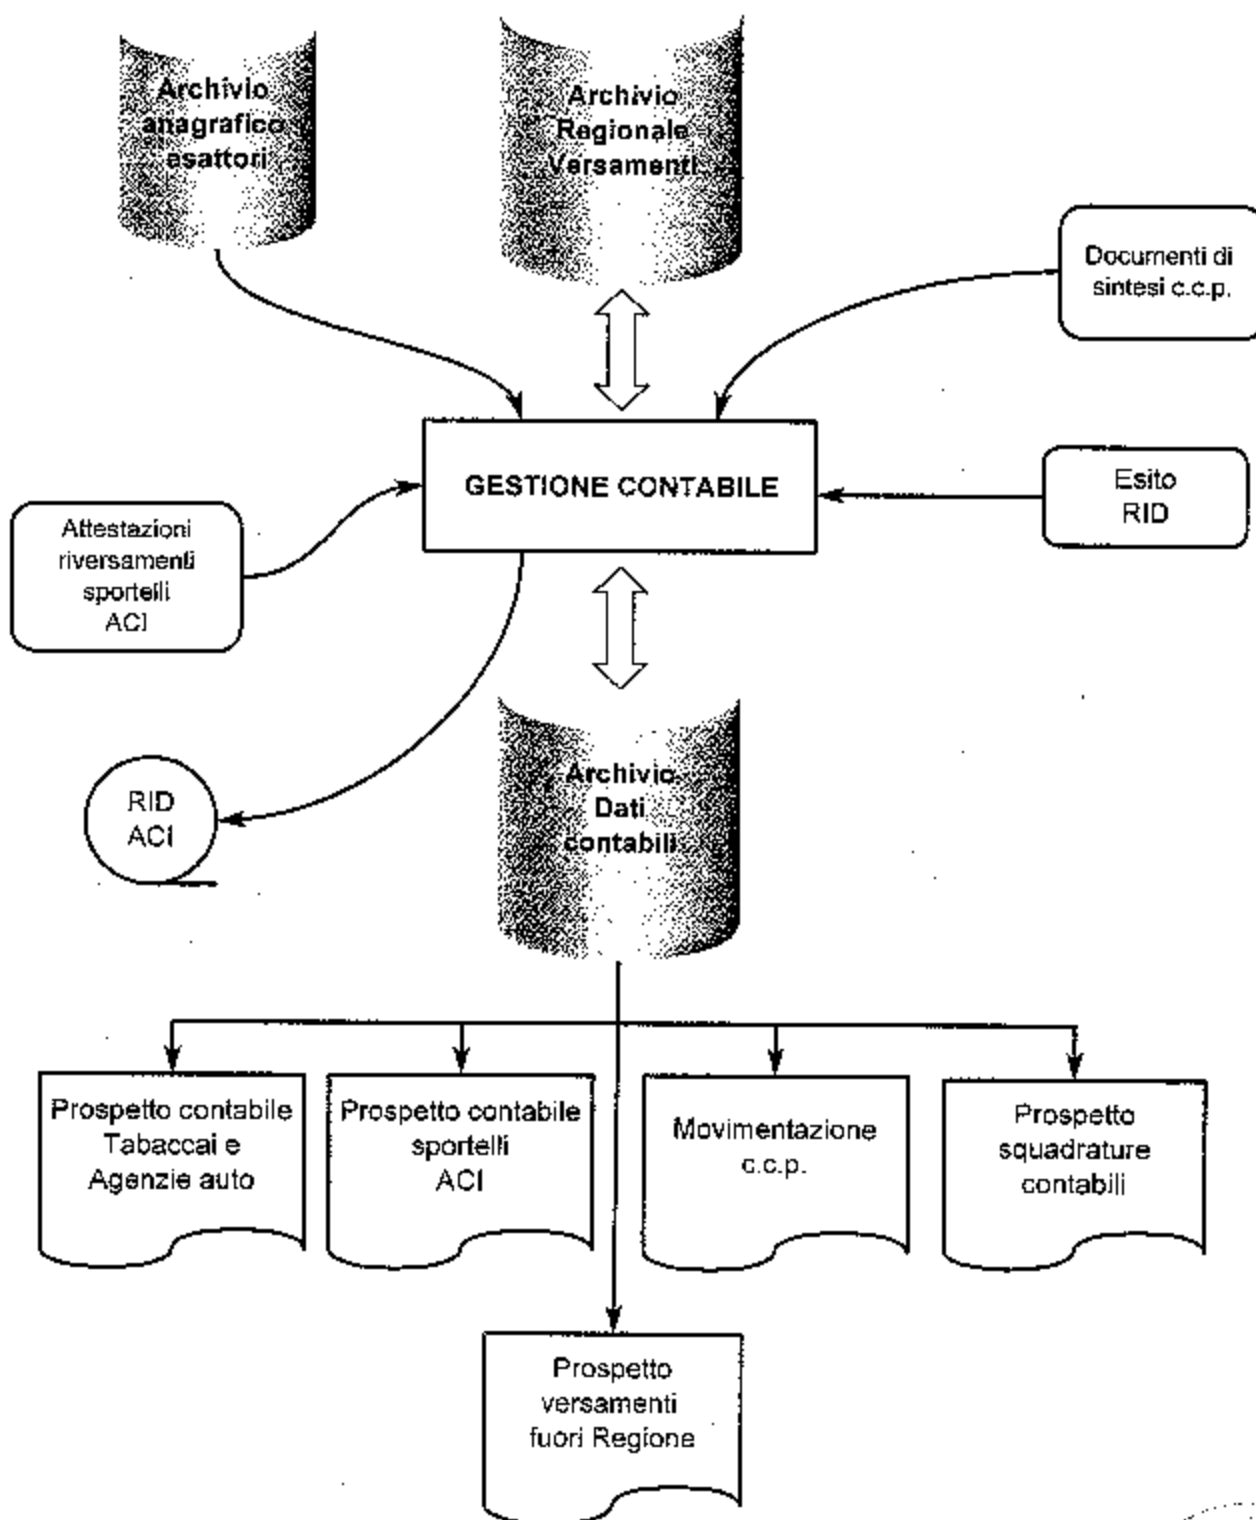 Archivio
anagrafico
esattori
Archivio
Regionale
Versamenti
Documenti di
sintesi c.c.p.
GESTIONE CONTABILE
Esito
RID
Attestazioni
riversamenti
sportelli
ACI
RID
ACI
Archivio
Dati
contabili
Prospetto contabile
Tabaccai e
Agenzie auto
Prospetto contabile
sportelli
ACI
Movimentazione
c.c.p.
Prospetto
squadrature
contabili
Prospetto
versamenti
fuori Regione